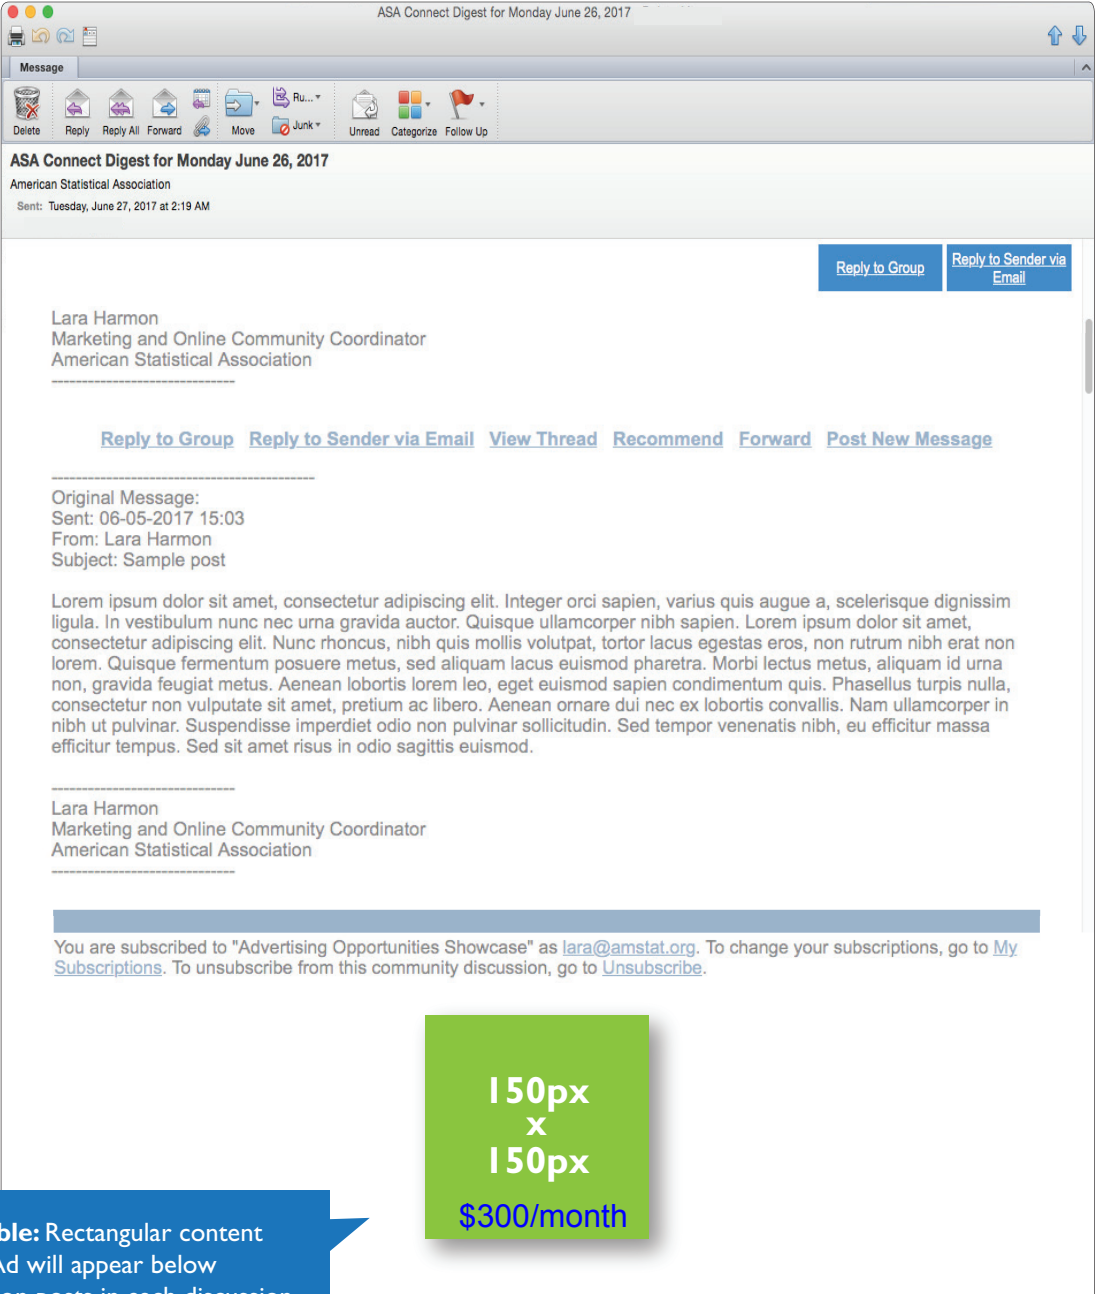 ASA Connect Digest for Monday June 26, 2017
Message
Delete Reply Reply All Forward Move Ru... Junk Unread Categorize Follow Up
ASA Connect Digest for Monday June 26, 2017
American Statistical Association
Sent: Tuesday, June 27, 2017 at 2:19 AM
Reply to Group
Reply to Sender via
Email
Lara Harmon
Marketing and Online Community Coordinator
American Statistical Association
------------------------------
Reply to Group Reply to Sender via Email View Thread Recommend Forward Post New Message
-------------------------------------------
Original Message:
Sent: 06-05-2017 15:03
From: Lara Harmon
Subject: Sample post
Lorem ipsum dolor sit amet, consectetur adipiscing elit. Integer orci sapien, varius quis augue a, scelerisque dignissim
ligula. In vestibulum nunc nec urna gravida auctor. Quisque ullamcorper nibh sapien. Lorem ipsum dolor sit amet,
consectetur adipiscing elit. Nunc rhoncus, nibh quis mollis volutpat, tortor lacus egestas eros, non rutrum nibh erat non
lorem. Quisque fermentum posuere metus, sed aliquam lacus euismod pharetra. Morbi lectus metus, aliquam id urna
non, gravida feugiat metus. Aenean lobortis lorem leo, eget euismod sapien condimentum quis. Phasellus turpis nulla,
consectetur non vulputate sit amet, pretium ac libero. Aenean ornare dui nec ex lobortis convallis. Nam ullamcorper in
nibh ut pulvinar. Suspendisse imperdiet odio non pulvinar sollicitudin. Sed tempor venenatis nibh, eu efficitur massa
efficitur tempus. Sed sit amet risus in odio sagittis euismod.
------------------------------
Lara Harmon
Marketing and Online Community Coordinator
American Statistical Association
------------------------------
You are subscribed to "Advertising Opportunities Showcase" as lara@amstat.org. To change your subscriptions, go to My
Subscriptions. To unsubscribe from this community discussion, go to Unsubscribe.
150px
x
150px
$300/month
ble: Rectangular content
Ad will appear below
on posts in each discussion